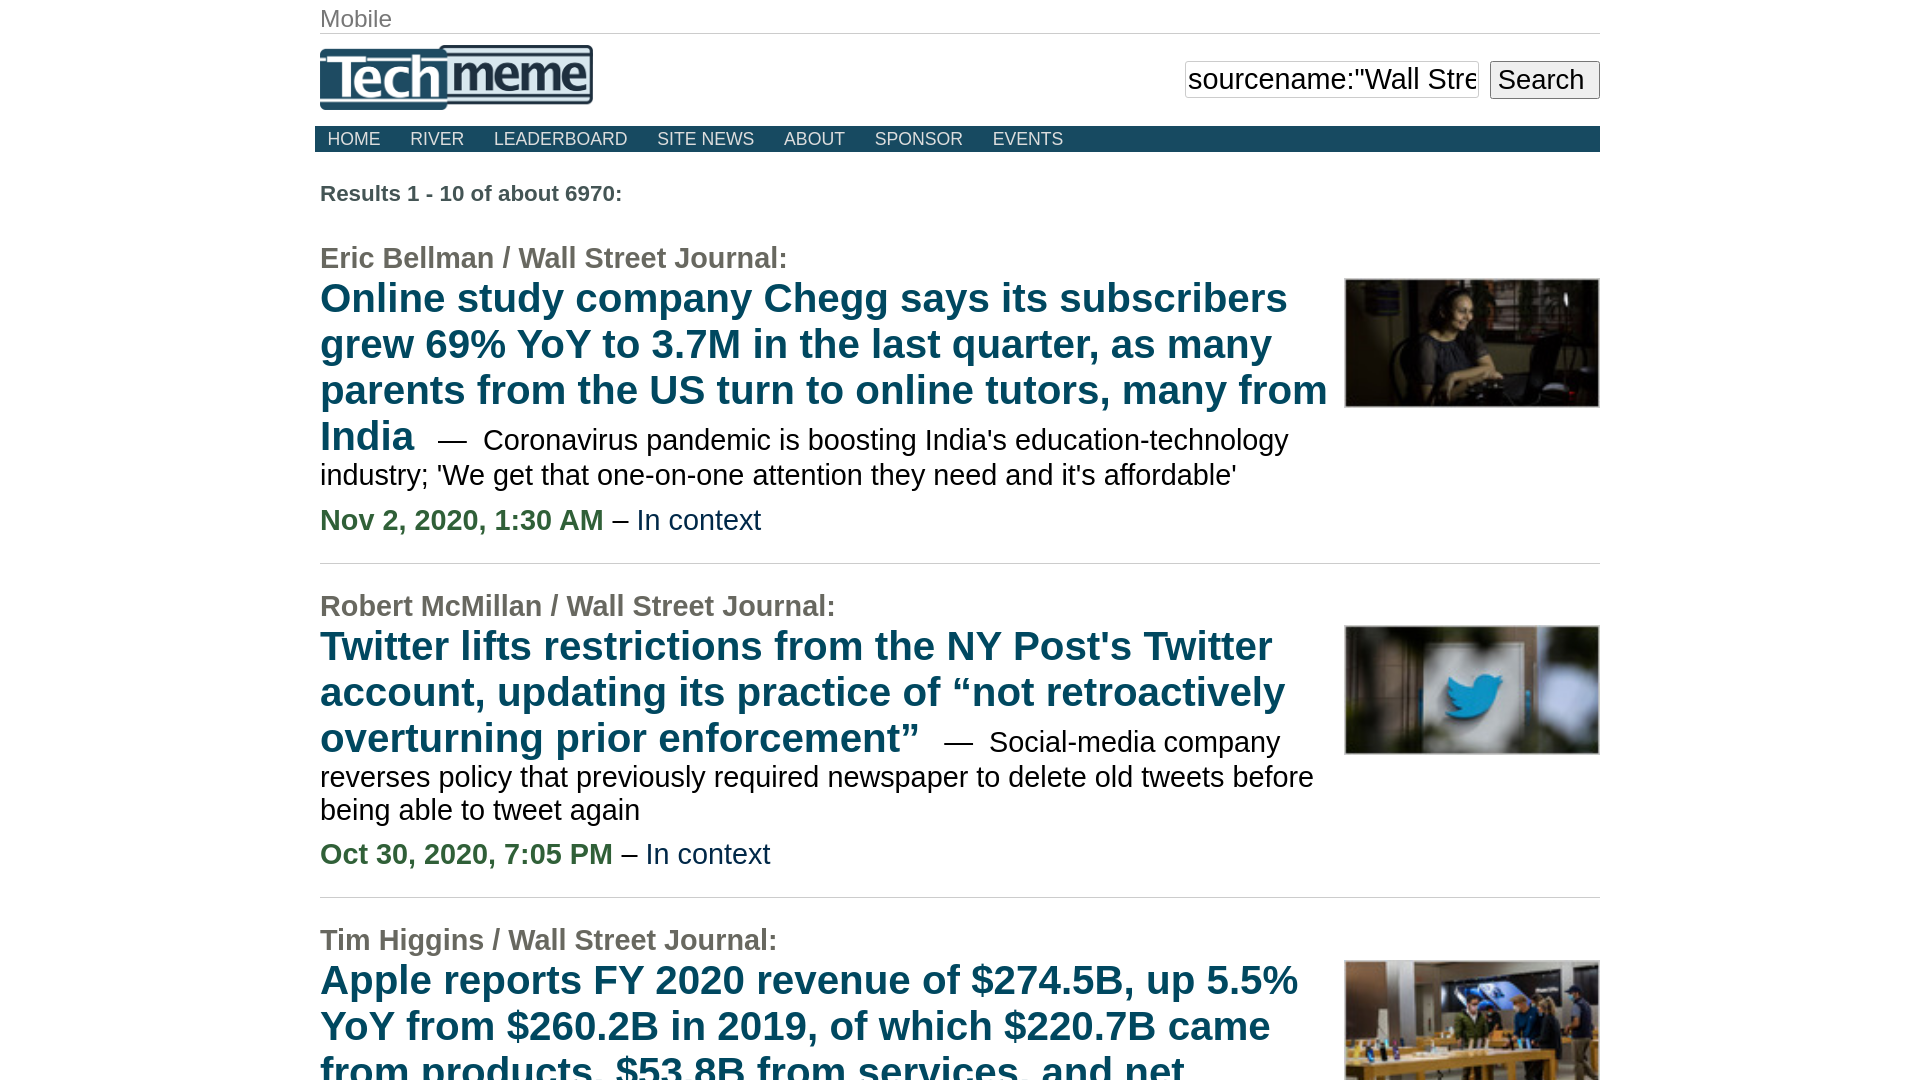 Mobile
Techmeme
sourcename:"Wall Stre
Search
HOME RIVER LEADERBOARD SITE NEWS ABOUT SPONSOR EVENTS
Results 1 - 10 of about 6970:
Eric Bellman / Wall Street Journal:
Online study company Chegg says its subscribers
grew 69% YoY to 3.7M in the last quarter, as many
parents from the US turn to online tutors, many from
India — Coronavirus pandemic is boosting India's education-technology
industry; 'We get that one-on-one attention they need and it's affordable'
Nov 2, 2020, 1:30 AM – In context
Robert McMillan / Wall Street Journal:
Twitter lifts restrictions from the NY Post's Twitter
account, updating its practice of “not retroactively
overturning prior enforcement” — Social-media company
reverses policy that previously required newspaper to delete old tweets before
being able to tweet again
Oct 30, 2020, 7:05 PM – In context
Tim Higgins / Wall Street Journal:
Apple reports FY 2020 revenue of $274.5B, up 5.5%
YoY from $260.2B in 2019, of which $220.7B came
from products, $53.8B from services, and net